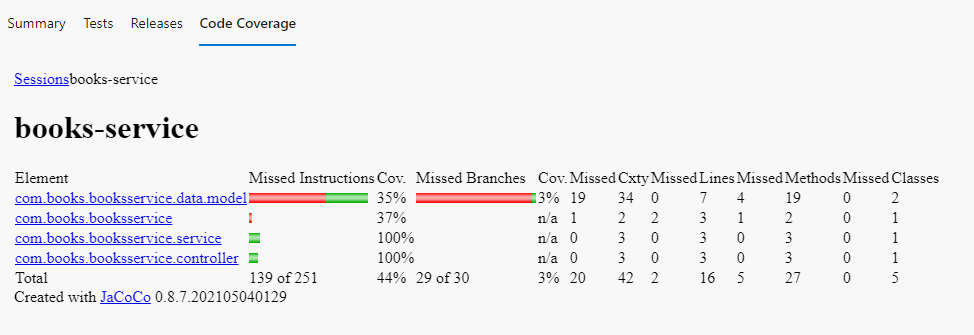 Summary Tests Releases Code Coverage
Sessionsbooks-service
books-service
Element Missed Instructions Cov. Missed Branches Cov. Missed Cxty Missed Lines Missed Methods Missed Classes
com.books.booksservice.data.model 35% 3% 19 34 0 7 4 19 0 2
com.books.booksservice 37% n/a 1 2 2 3 1 2 0 1
com.books.booksservice.service 100% n/a 0 3 0 3 0 3 0 1
com.books.booksservice.controller 100% n/a 0 3 0 3 0 3 0 1
Total 139 of 251 44% 29 of 30 3% 20 42 2 16 5 27 0 5
Created with JaCoCo 0.8.7.202105040129